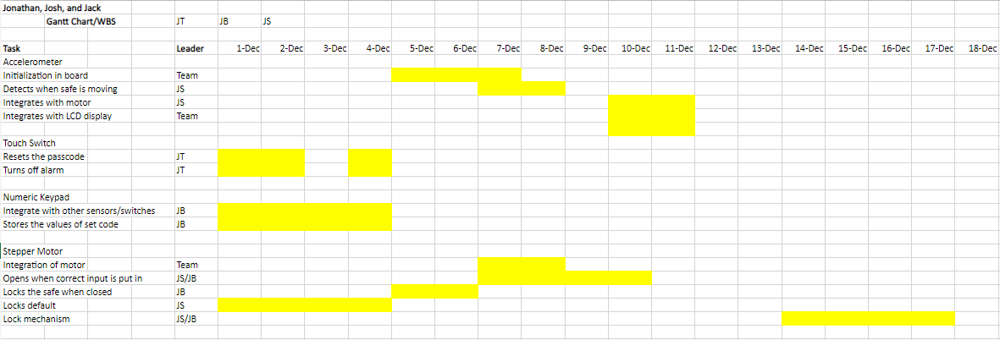 Jonathan, Josh, and Jack
Gantt Chart/WBS JT JB JS
Task Leader 1-Dec 2-Dec 3-Dec 4-Dec 5-Dec 6-Dec 7-Dec 8-Dec 9-Dec 10-Dec 11-Dec 12-Dec 13-Dec 14-Dec 15-Dec 16-Dec 17-Dec 18-Dec
Accelerometer
Initialization in board Team
Detects when safe is moving JS
Integrates with motor JS
Integrates with LCD display Team
Touch Switch
Resets the passcode JT
Turns off alarm JT
Numeric Keypad
Integrate with other sensors/switches JB
Stores the values of set code JB
Stepper Motor
Integration of motor Team
Opens when correct input is put in JS/JB
Locks the safe when closed JB
Locks default JS
Lock mechanism JS/JB